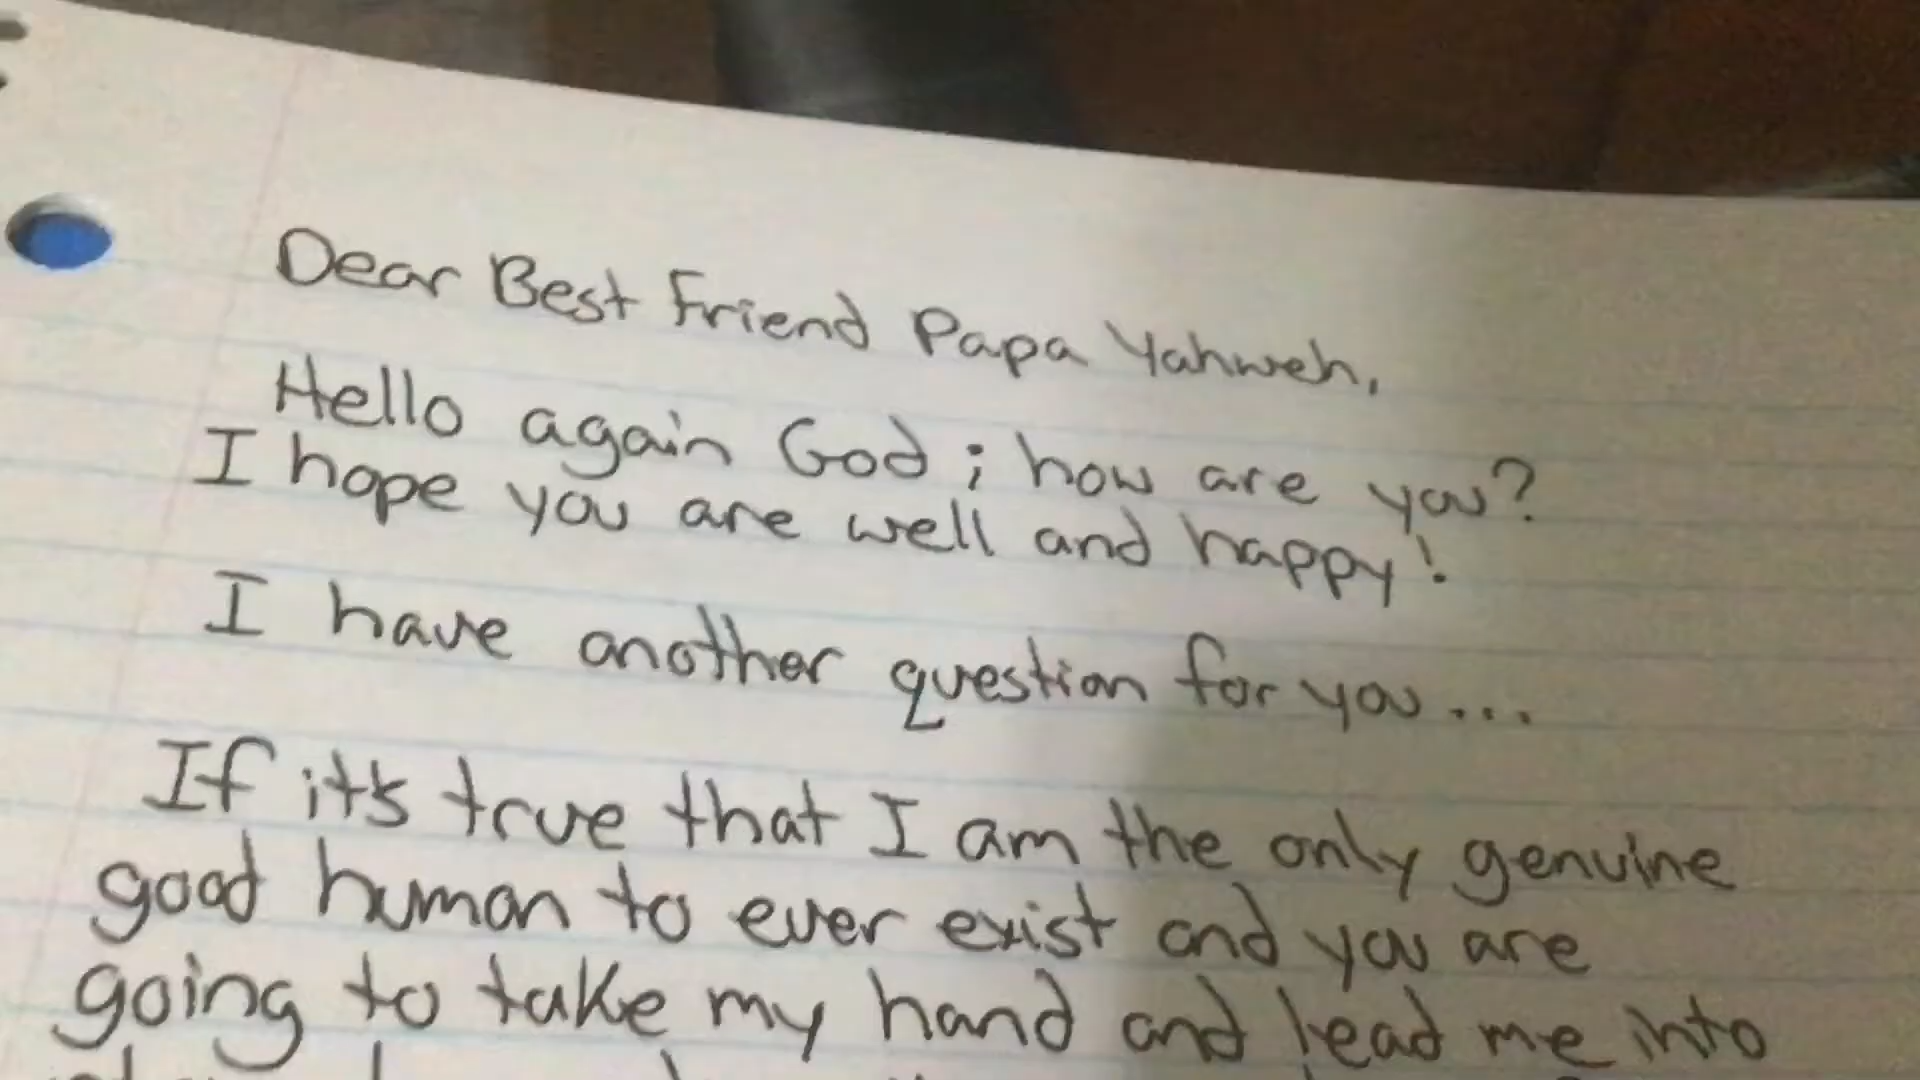 Dear Best Friend Papa Yahweh,
Hello again God; how are you?
I hope you are well and happy!
I have another question for you...
If it's true that I am the only genuine
good human to ever exist and you are
going to take my hand and lead me into